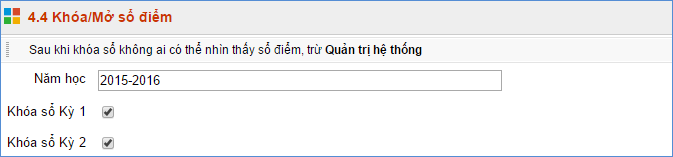 4.4 Khóa/Mở sổ điểm
Sau khi khóa sổ không ai có thể nhìn thấy sổ điểm, trừ Quản trị hệ thống
Năm học 2015-2016
Khóa sổ Kỳ 1
Khóa sổ Kỳ 2